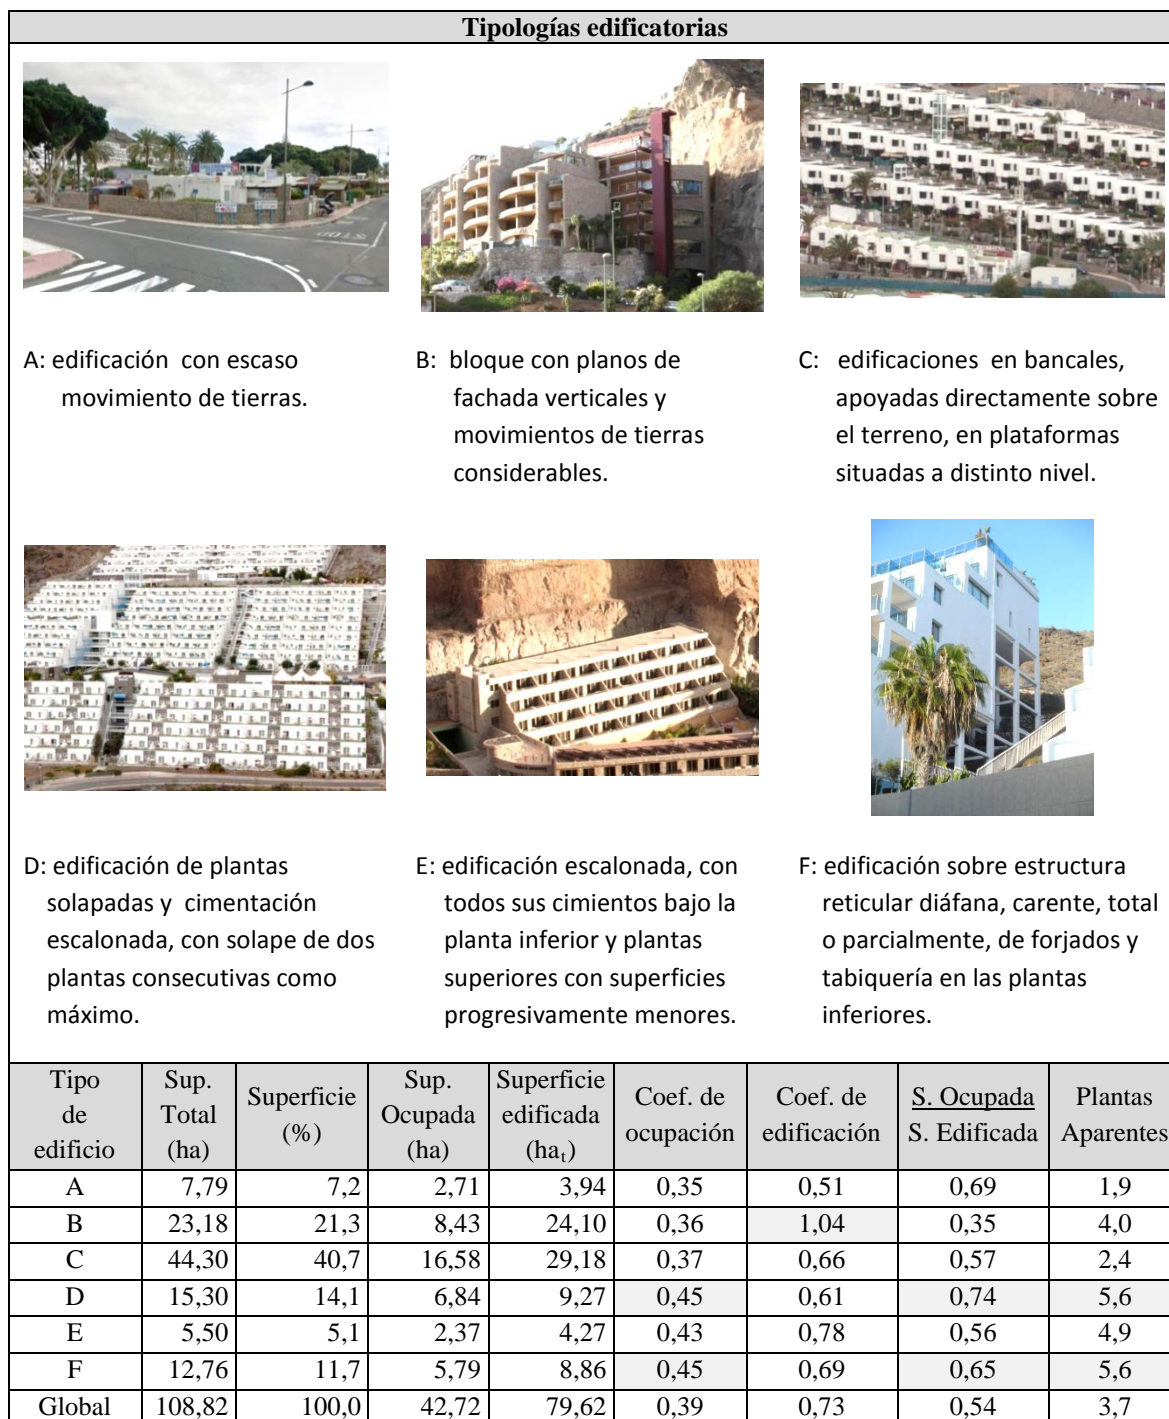 Tipologías edificatorias
A: edificación con escaso
movimiento de tierras.
B: bloque con planos de
fachada verticales y
movimientos de tierras
considerables.
C: edificaciones en bancales,
apoyadas directamente sobre
el terreno, en plataformas
situadas a distinto nivel.
D: edificación de plantas
solapadas y cimentación
escalonada, con solape de dos
plantas consecutivas como
máximo.
E: edificación escalonada, con
todos sus cimientos bajo la
planta inferior y plantas
superiores con superficies
progresivamente menores.
F: edificación sobre estructura
reticular diáfana, carente, total
o parcialmente, de forjados y
tabiquería en las plantas
inferiores.
Tipo de edificio Sup. Total (ha) Superficie (%) Sup. Ocupada (ha) Superficie edificada (haₜ) Coef. de ocupación Coef. de edificación S. Ocupada S. Edificada Plantas Aparentes
A 7,79 7,2 2,71 3,94 0,35 0,51 0,69 1,9
B 23,18 21,3 8,43 24,10 0,36 1,04 0,35 4,0
C 44,30 40,7 16,58 29,18 0,37 0,66 0,57 2,4
D 15,30 14,1 6,84 9,27 0,45 0,61 0,74 5,6
E 5,50 5,1 2,37 4,27 0,43 0,78 0,56 4,9
F 12,76 11,7 5,79 8,86 0,45 0,69 0,65 5,6
Global 108,82 100,0 42,72 79,62 0,39 0,73 0,54 3,7